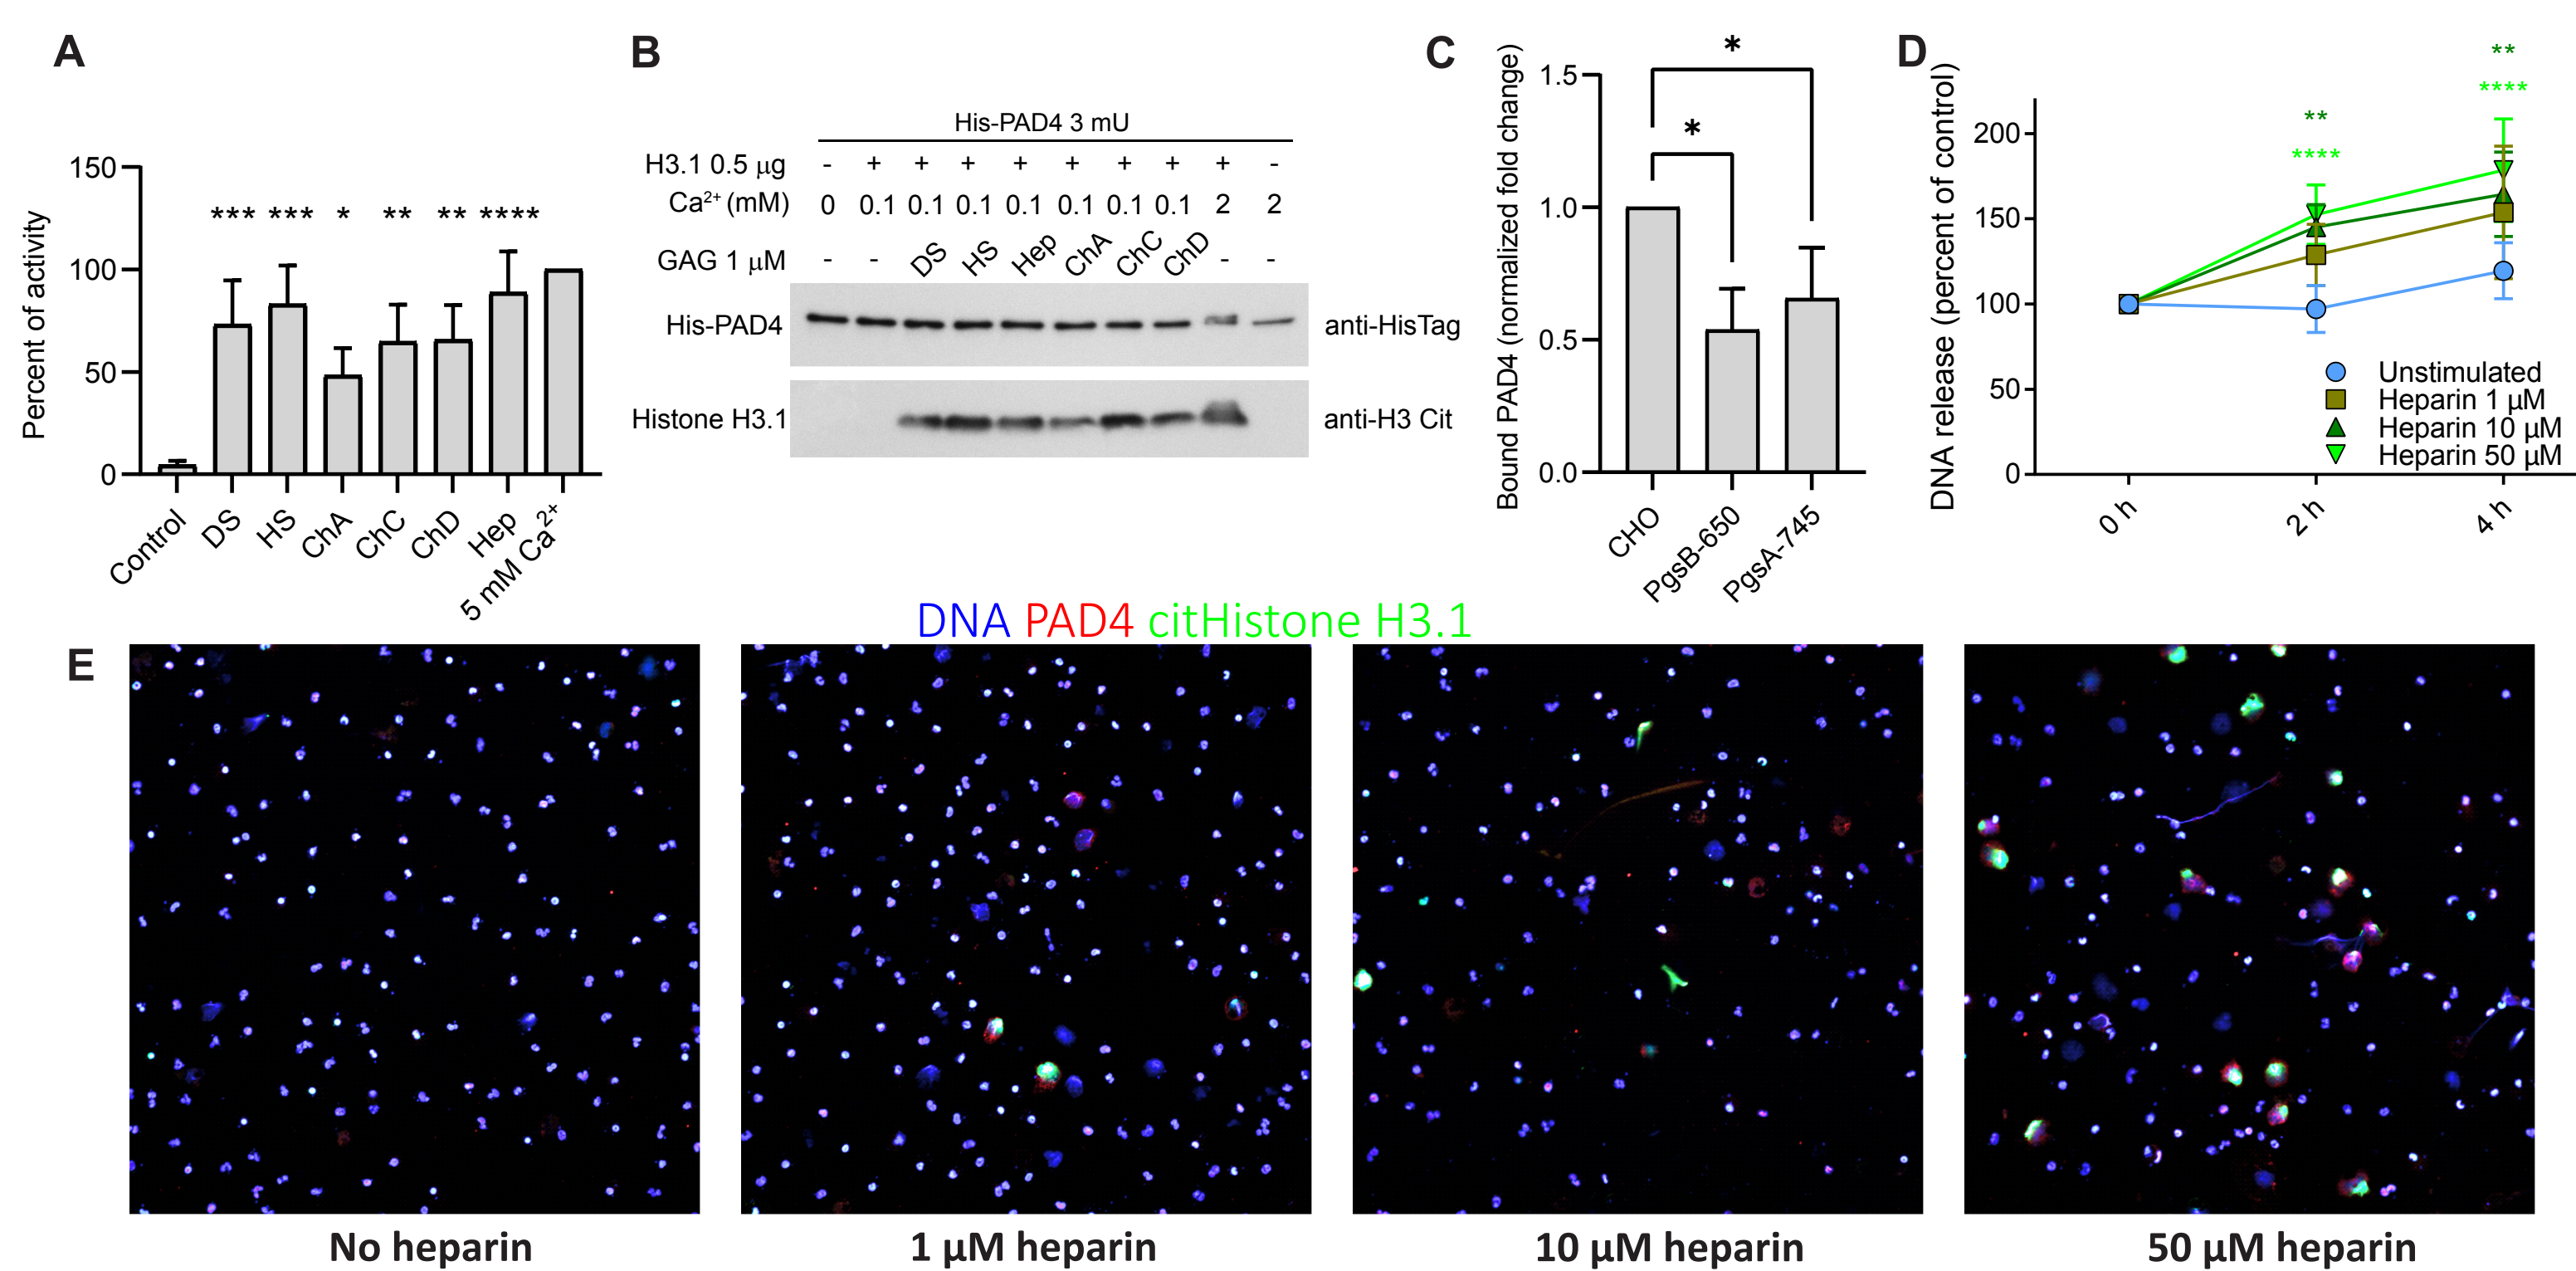 A
Percent of activity
150
100
50
0
*** *** * ** ** ****
Control DS HS ChA ChC ChD Hep 5 mM Ca²⁺
B
His-PAD4 3 mU
H3.1 0.5 μg - + + + + + + + + -
Ca²⁺ (mM) 0 0.1 0.1 0.1 0.1 0.1 0.1 0.1 2 2
GAG 1 μM - - DS HS Hep ChA ChC ChD - -
His-PAD4 anti-HisTag
Histone H3.1 anti-H3 Cit
C
Bound PAD4 (normalized fold change)
1.5
1.0
0.5
0.0
*
*
CHO PgsB-650 PgsA-745
D
DNA release (percent of control)
200
150
100
50
0
**
****
**
****
Unstimulated
Heparin 1 μM
Heparin 10 μM
Heparin 50 μM
0 h 2 h 4 h
DNA PAD4 citHistone H3.1
E
No heparin 1 μM heparin 10 μM heparin 50 μM heparin